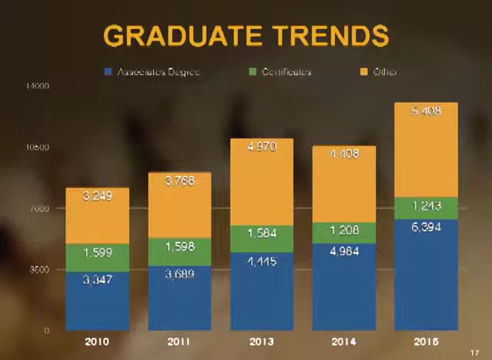 GRADUATE TRENDS
Associates Degree Certificates Other
14000
10500
7000
3500
0
3,249 3,768 4,970 4,408 5,408
1,599 1,598 1,584 1,208 1,243
3,347 3,689 4,445 4,984 6,394
2010 2011 2013 2014 2015
17